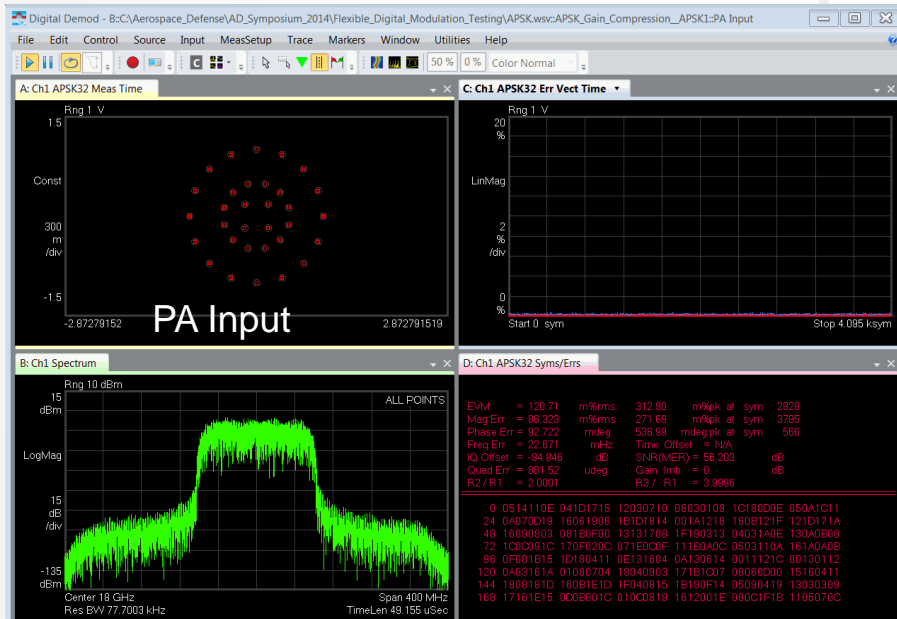 Digital Demod - B::C:\Aerospace_Defense\AD_Symposium_2014\Flexible_Digital_Modulation_Testing\APSK.wsv::APSK_Gain_Compression__APSK1::PA Input
File Edit Control Source Input MeasSetup Trace Markers Window Utilities Help
C 50 % 0 % Color Normal
A: Ch1 APSK32 Meas Time
Rng 1 V
1.5
Const
300
m
/div
-1.5
-2.87279152
2.872791519
PA Input
C: Ch1 APSK32 Err Vect Time
Rng 1 V
20
%
LinMag
2
%
/div
0
%
Start 0 sym
Stop 4.095 ksym
B: Ch1 Spectrum
Rng 10 dBm
15
dBm
ALL POINTS
LogMag
15
dB
/div
-135
dBm
Center 18 GHz
Span 400 MHz
Res BW 77.7003 kHz
TimeLen 49.155 uSec
D: Ch1 APSK32 Syms/Errs
EVM = 120.71 m%rms 312.90 m%pk at sym 2828
Mag Err = 86.323 m%rms 271.69 m%pk at sym 3795
Phase Err = 92.722 mdeg 538.99 mdeg pk at sym 566
Freq Err = 22.671 mHz Time Offset = N/A
IQ Offset = -94.846 dB SNR(MER) = 56.203 dB
Quad Err = 881.52 udeg Gain Imb = 0 dB
R2 / R1 = 2.0001 R3 / R1 = 3.9996
0 0514110E 041D1715 12030710 06030109 1C180D0E 050A1C11
24 0A070D19 18061906 1B1D1814 001A1218 160B121F 121D171A
48 16090803 081B0F00 13131708 1F190313 04031A0E 130A0B08
72 1C0C091C 170F020C 071E0C0F 111B0A0C 0503110A 161A0A0B
96 0F081B15 1D180411 0E131604 0A130614 0011121C 00130112
120 0A03161A 01080704 19040903 171B1C07 08060D00 15160411
144 1808181D 160B1E1D 1F040815 1B190F14 05090419 13030309
168 17161E15 0D0B001C 010C0819 1612001E 090C1F1B 1105070C